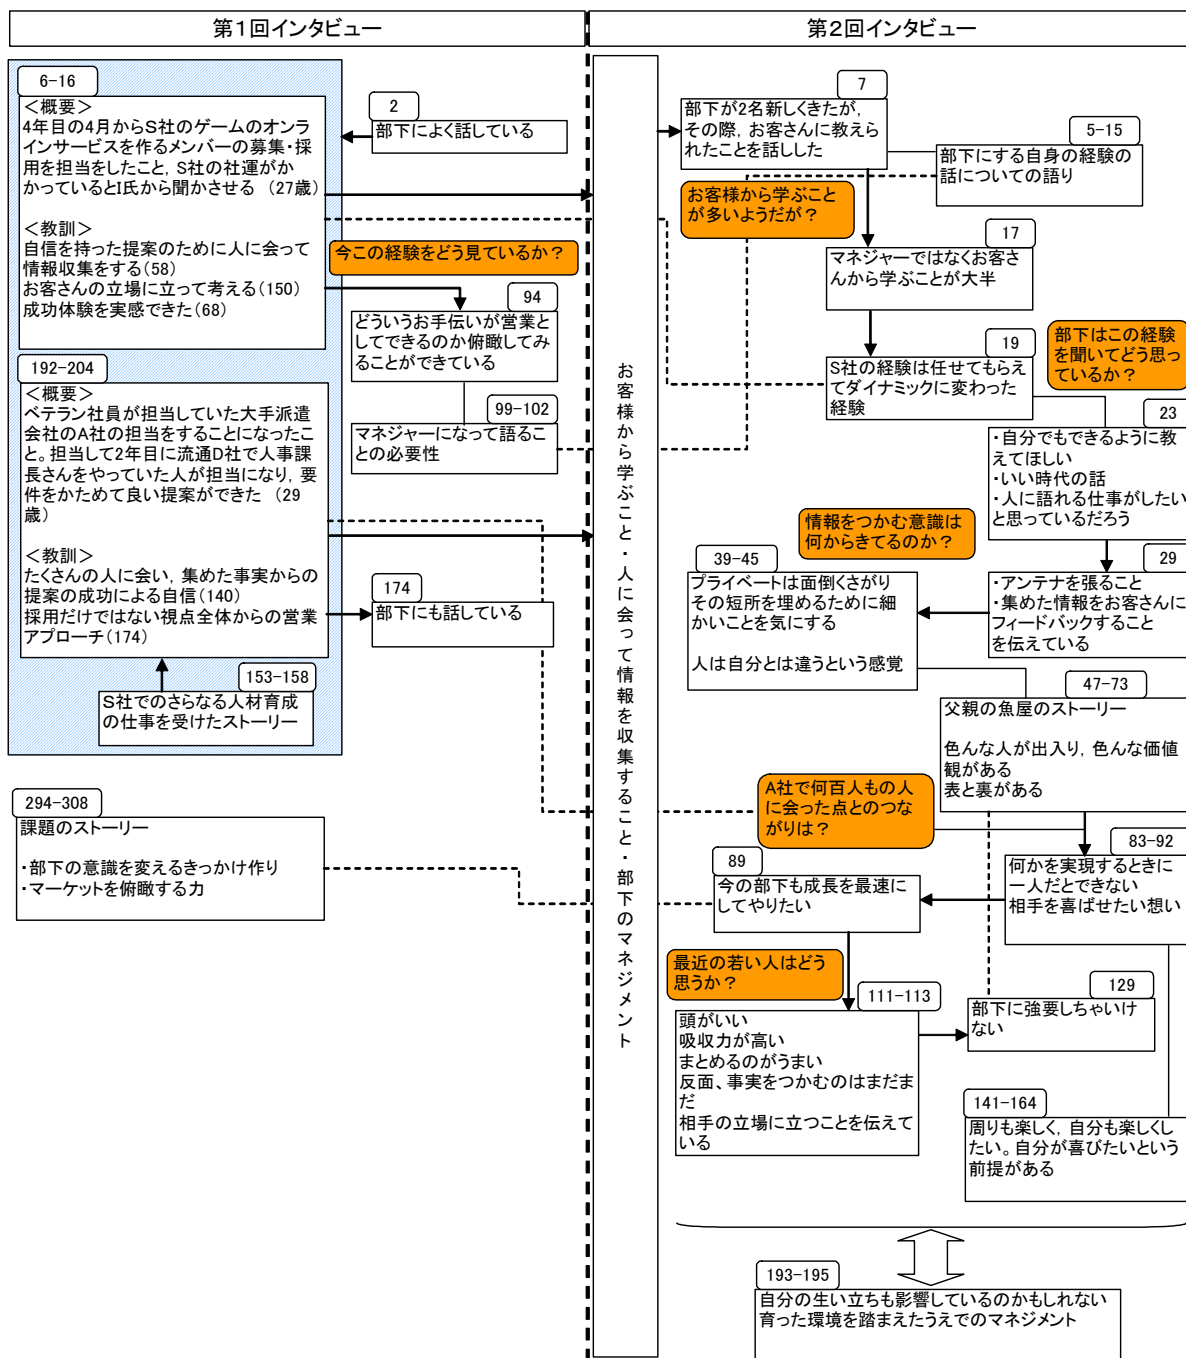 第1回インタビュー
第2回インタビュー
6-16
＜概要＞
4年目の4月からS社のゲームのオンラ
インサービスを作るメンバーの募集・採
用を担当をしたこと，S社の社運がか
かっているとI氏から聞かさせる （27歳）
＜教訓＞
自信を持った提案のために人に会って
情報収集をする(58)
お客さんの立場に立って考える(150)
成功体験を実感できた(68)
2
部下によく話している
今この経験をどう見ているか？
94
どういうお手伝いが営業と
してできるのか俯瞰してみ
ることができている
99-102
マネジャーになって語るこ
との必要性
192-204
＜概要＞
ベテラン社員が担当していた大手派遣
会社のA社の担当をすることになったこ
と。担当して2年目に流通D社で人事課
長さんをやっていた人が担当になり，要
件をかためて良い提案ができた （29
歳）
＜教訓＞
たくさんの人に会い，集めた事実からの
提案の成功による自信(140)
採用だけではない視点全体からの営業
アプローチ(174)
174
部下にも話している
153-158
S社でのさらなる人材育成
の仕事を受けたストーリー
294-308
課題のストーリー
・部下の意識を変えるきっかけ作り
・マーケットを俯瞰する力
お客様から学ぶこと・人に会って情報を収集すること・部下のマネジメント
7
部下が2名新しくきたが，
その際，お客さんに教えら
れたことを話しした
5-15
部下にする自身の経験の
話についての語り
お客様から学ぶこと
が多いようだが？
17
マネジャーではなくお客さ
んから学ぶことが大半
19
S社の経験は任せてもらえ
てダイナミックに変わった
経験
部下はこの経験
を聞いてどう思っ
ているか？
23
・自分でもできるように教
えてほしい
・いい時代の話
・人に語れる仕事がしたい
と思っているだろう
情報をつかむ意識は
何からきてるのか？
29
・アンテナを張ること
・集めた情報をお客さんに
フィードバックすること
を伝えている
39-45
プライベートは面倒くさがり
その短所を埋めるために細
かいことを気にする
人は自分とは違うという感覚
47-73
父親の魚屋のストーリー
色んな人が出入り，色んな価値
観がある
表と裏がある
A社で何百人もの人
に会った点とのつな
がりは？
83-92
何かを実現するときに
一人だとできない
相手を喜ばせたい想い
89
今の部下も成長を最速に
してやりたい
最近の若い人はどう
思うか？
111-113
頭がいい
吸収力が高い
まとめるのがうまい
反面、事実をつかむのはまだま
だ
相手の立場に立つことを伝えて
いる
129
部下に強要しちゃいけ
ない
141-164
周りも楽しく，自分も楽しくし
たい。自分が喜びたいという
前提がある
193-195
自分の生い立ちも影響しているのかもしれない
育った環境を踏まえたうえでのマネジメント